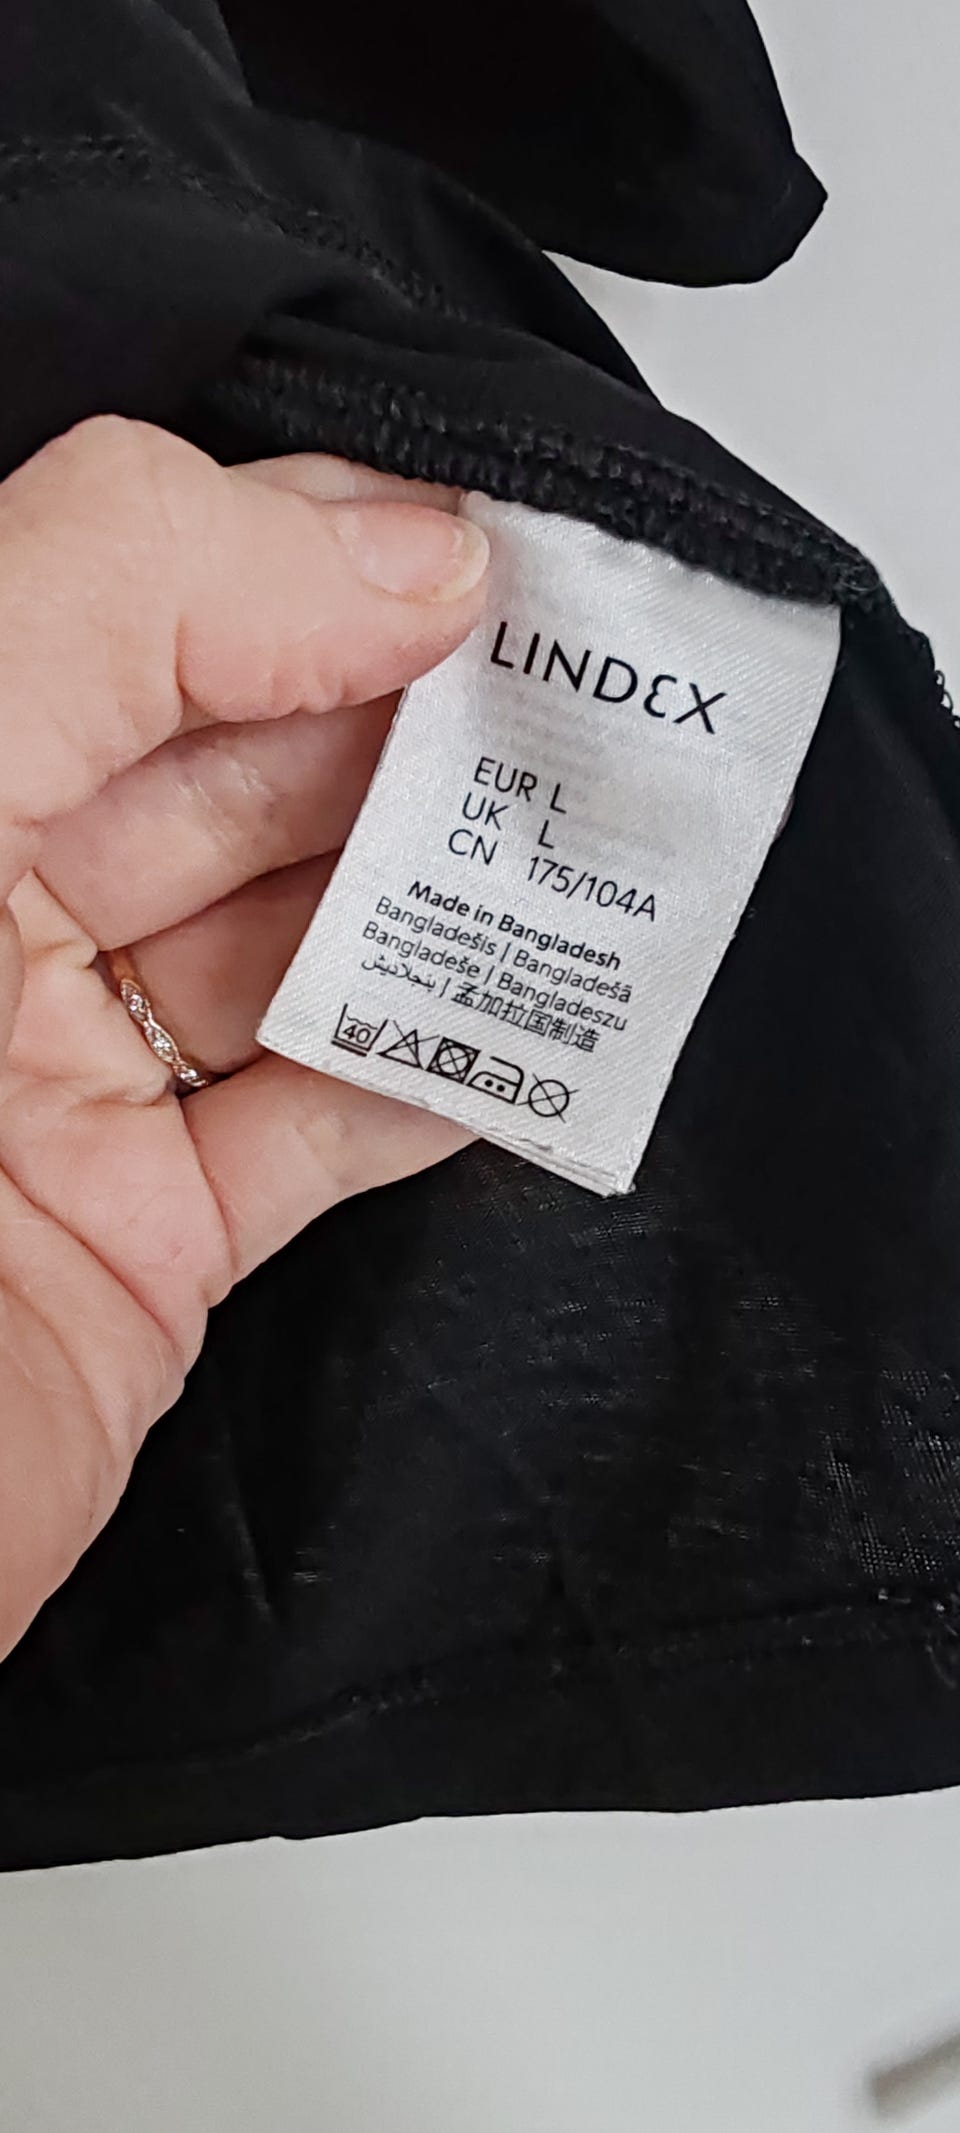 LINDEX
EUR L
UK L
CN 175/104A
Made in Bangladesh
Bangladešis | Bangladešā
Bangladeše | Bangladeszu
بنجلاديش | 孟加拉国制造
40